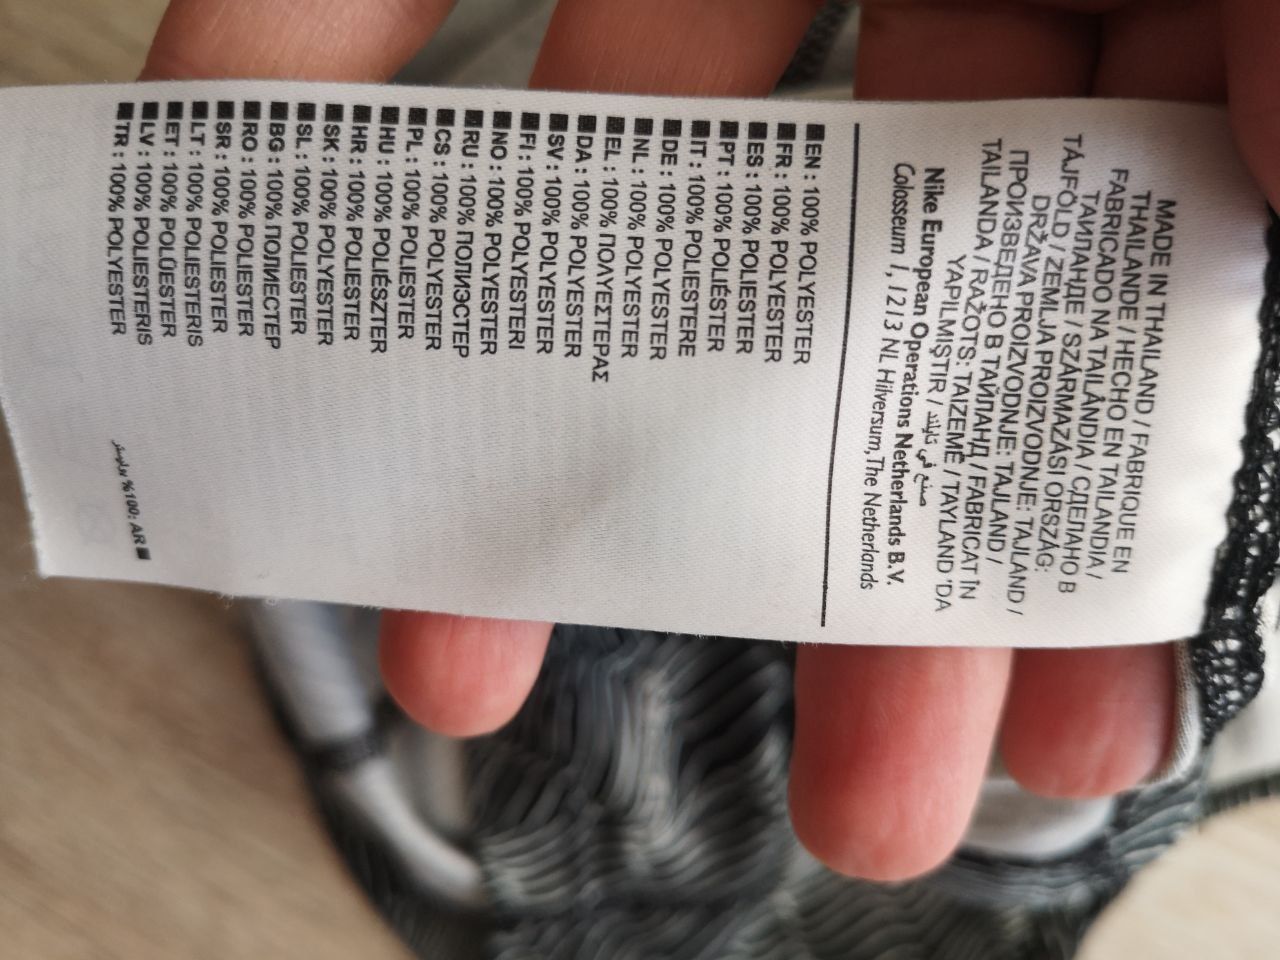 MADE IN THAILAND / FABRIQUE EN
THAILANDE / HECHO EN TAILANDIA /
FABRICADO NA TAILÂNDIA / СДЕЛАНО В
ТАИЛАНДЕ / SZÁRMAZÁSI ORSZÁG:
TÁJFÖLD / ZEMLJA PROIZVODNJE: TAJLAND /
DRŽAVA PROIZVODNJE: TAJLAND /
ПРОИЗВЕДЕНО В ТАЙЛАНД / FABRICAT ÎN
TAILANDA / RAŽOTS: TAIZEMĒ / TAYLAND 'DA
YAPILMIŞTIR / صنع في تايلند
Nike European Operations Netherlands B.V.
Colosseum 1, 1213 NL Hilversum, The Netherlands
EN : 100% POLYESTER
FR : 100% POLYESTER
ES : 100% POLIESTER
PT : 100% POLIÉSTER
IT : 100% POLIESTERE
DE : 100% POLYESTER
NL : 100% POLYESTER
EL : 100% ΠΟΛΥΕΣΤΕΡΑΣ
DA : 100% POLYESTER
SV : 100% POLYESTER
FI : 100% POLYESTERI
NO : 100% POLYESTER
RU : 100% ПОЛИЭСТЕР
CS : 100% POLYESTER
PL : 100% POLIESTER
HU : 100% POLIÉSZTER
HR : 100% POLIESTER
SK : 100% POLYESTER
SL : 100% POLIESTER
BG : 100% ПОЛИЕСТЕР
RO : 100% POLIESTER
SR : 100% POLIESTER
LT : 100% POLIESTERIS
ET : 100% POLÜESTER
LV : 100% POLIESTERIS
TR : 100% POLYESTER
AR :100% بوليستر